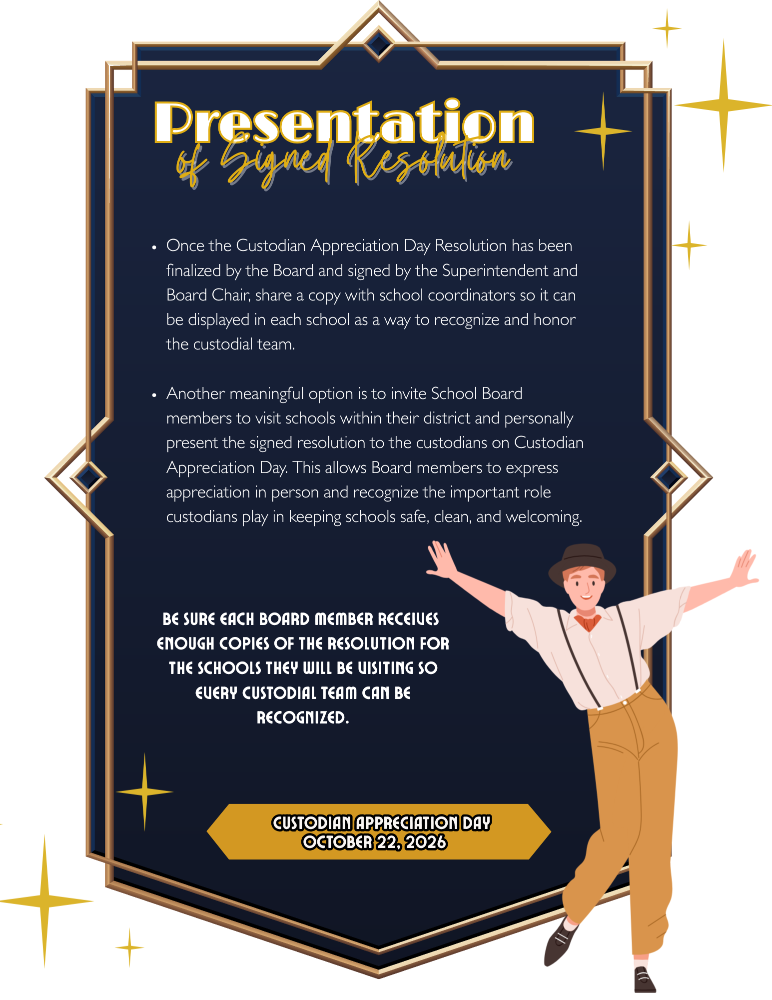 Presentation
of Signed Resolution
• Once the Custodian Appreciation Day Resolution has been
finalized by the Board and signed by the Superintendent and
Board Chair, share a copy with school coordinators so it can
be displayed in each school as a way to recognize and honor
the custodial team.
• Another meaningful option is to invite School Board
members to visit schools within their district and personally
present the signed resolution to the custodians on Custodian
Appreciation Day. This allows Board members to express
appreciation in person and recognize the important role
custodians play in keeping schools safe, clean, and welcoming.
BE SURE EACH BOARD MEMBER RECEIVES
ENOUGH COPIES OF THE RESOLUTION FOR
THE SCHOOLS THEY WILL BE VISITING SO
EVERY CUSTODIAL TEAM CAN BE
RECOGNIZED.
CUSTODIAN APPRECIATION DAY
OCTOBER 22, 2026